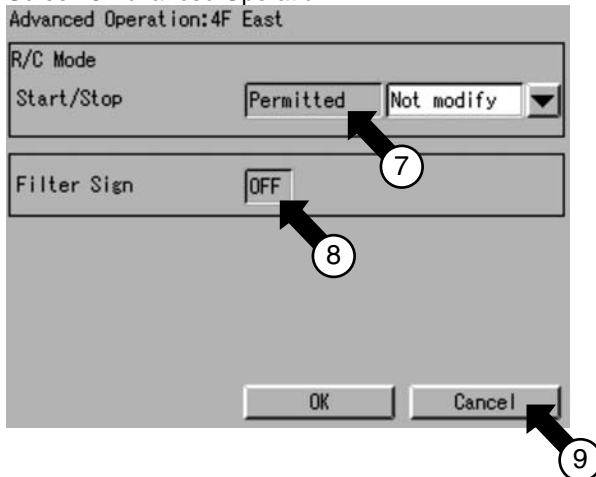 Advanced Operation:4F East
R/C Mode
Start/Stop Permitted Not modify
7
Filter Sign OFF
8
OK Cancel
9